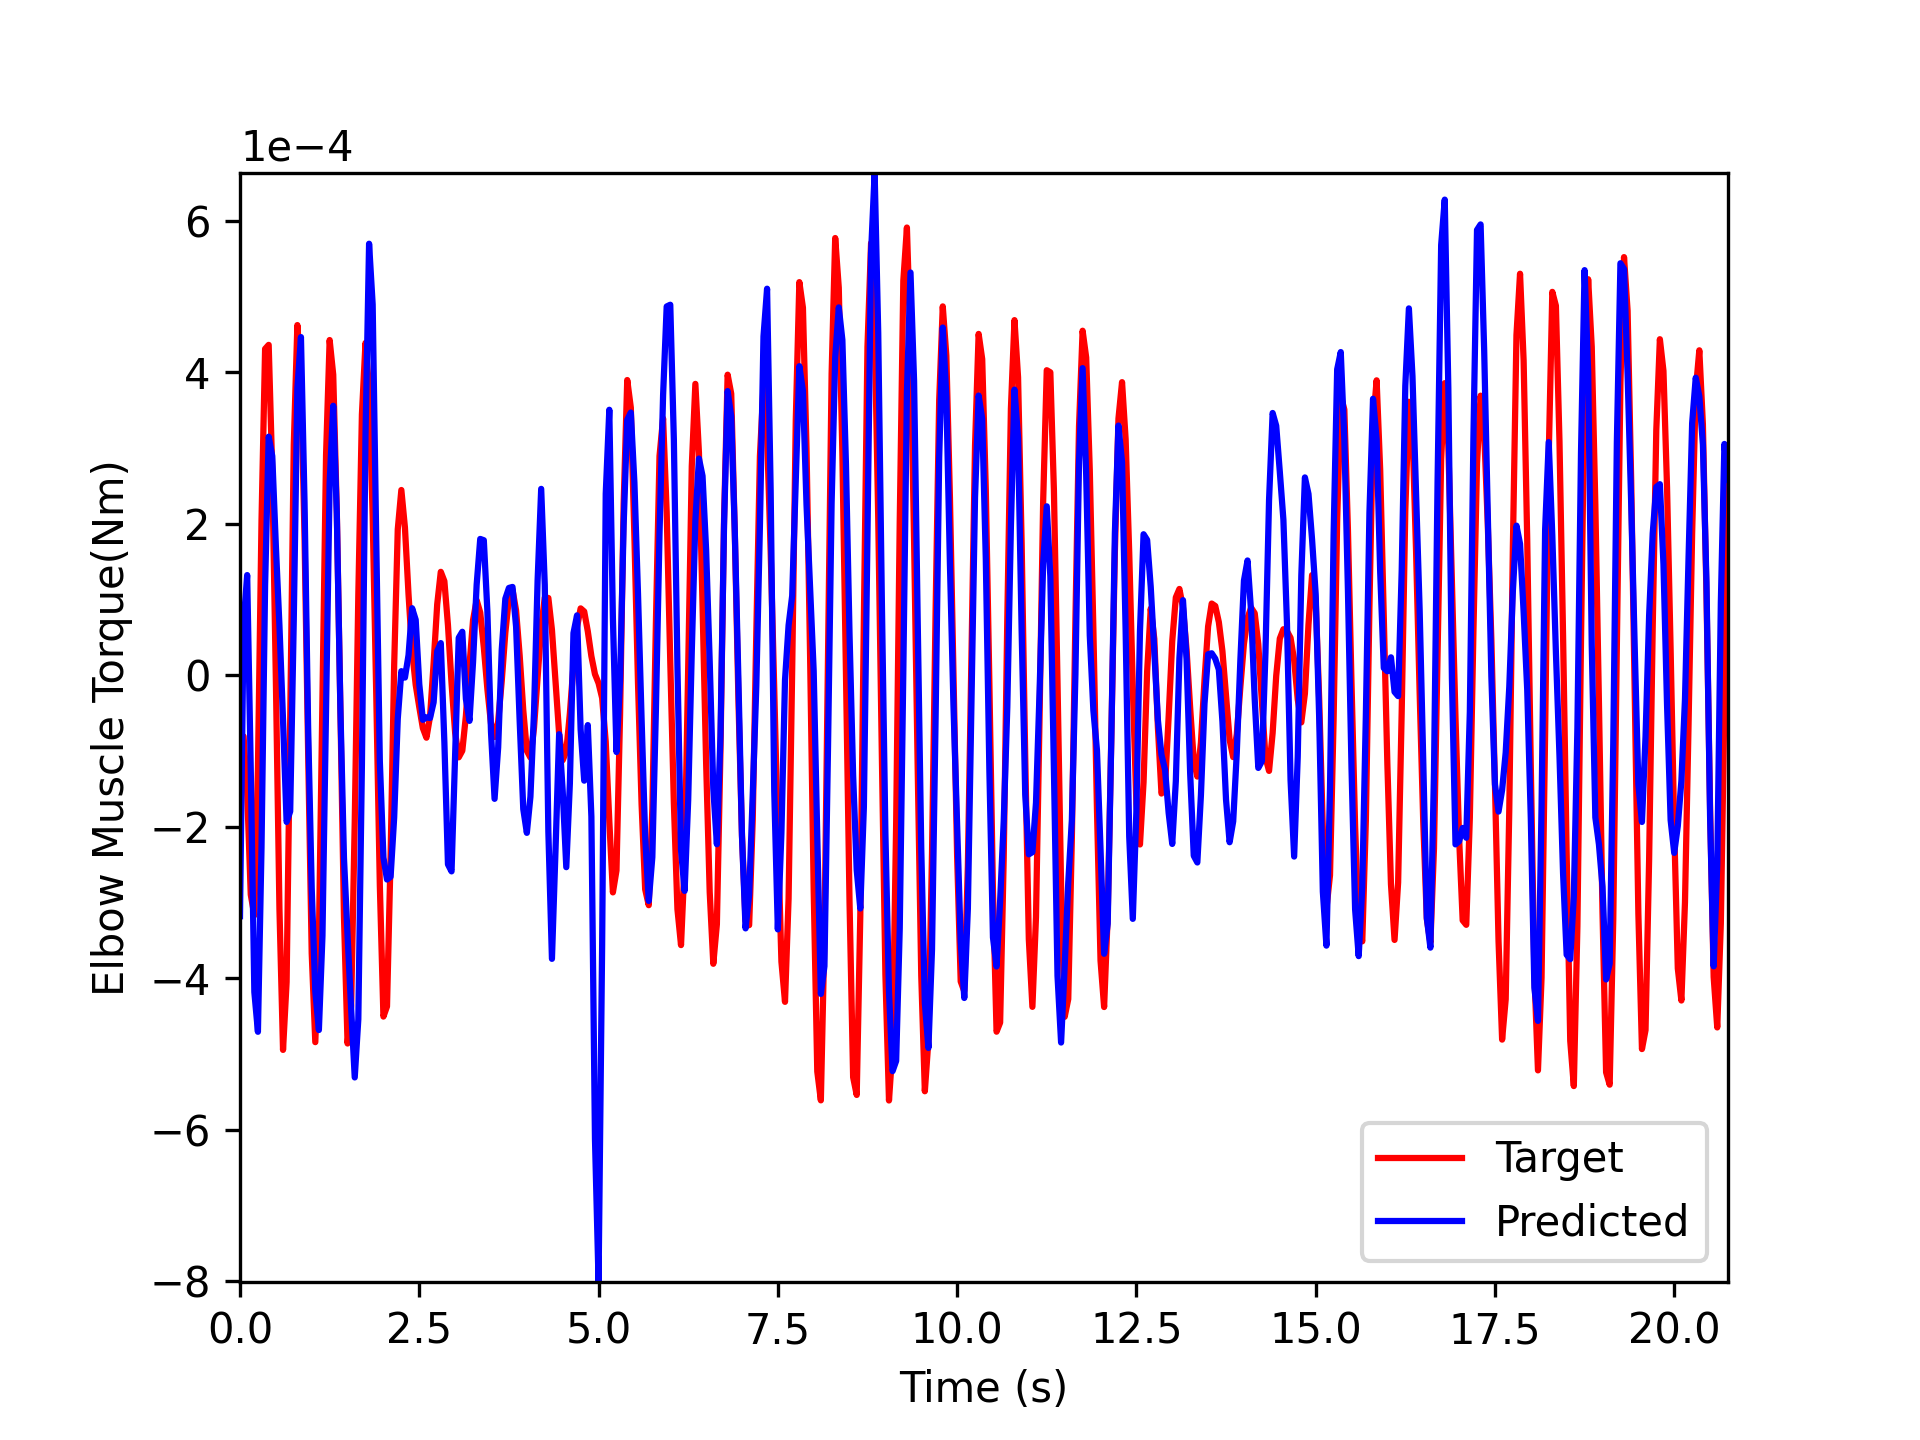 1e−4
6
4
2
0
−2
−4
−6
−8
Elbow Muscle Torque(Nm)
Target
Predicted
0.0 2.5 5.0 7.5 10.0 12.5 15.0 17.5 20.0
Time (s)